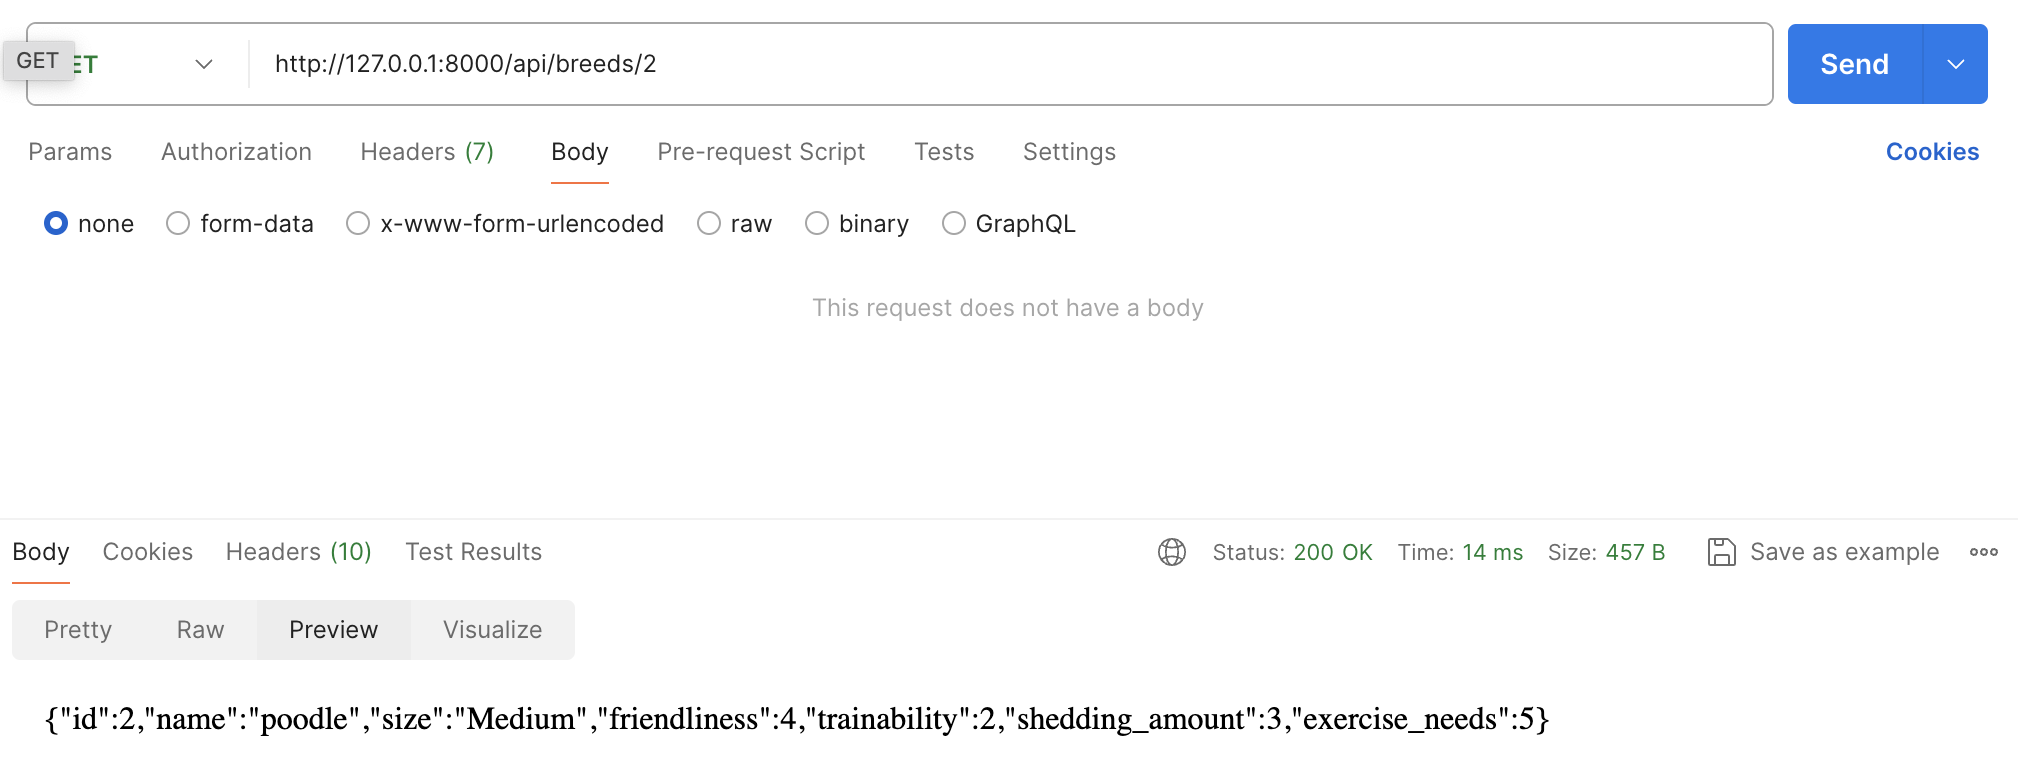 GET ET http://127.0.0.1:8000/api/breeds/2 Send
Params Authorization Headers (7) Body Pre-request Script Tests Settings Cookies
none form-data x-www-form-urlencoded raw binary GraphQL
This request does not have a body
Body Cookies Headers (10) Test Results Status: 200 OK Time: 14 ms Size: 457 B Save as example
Pretty Raw Preview Visualize
{"id":2,"name":"poodle","size":"Medium","friendliness":4,"trainability":2,"shedding_amount":3,"exercise_needs":5}